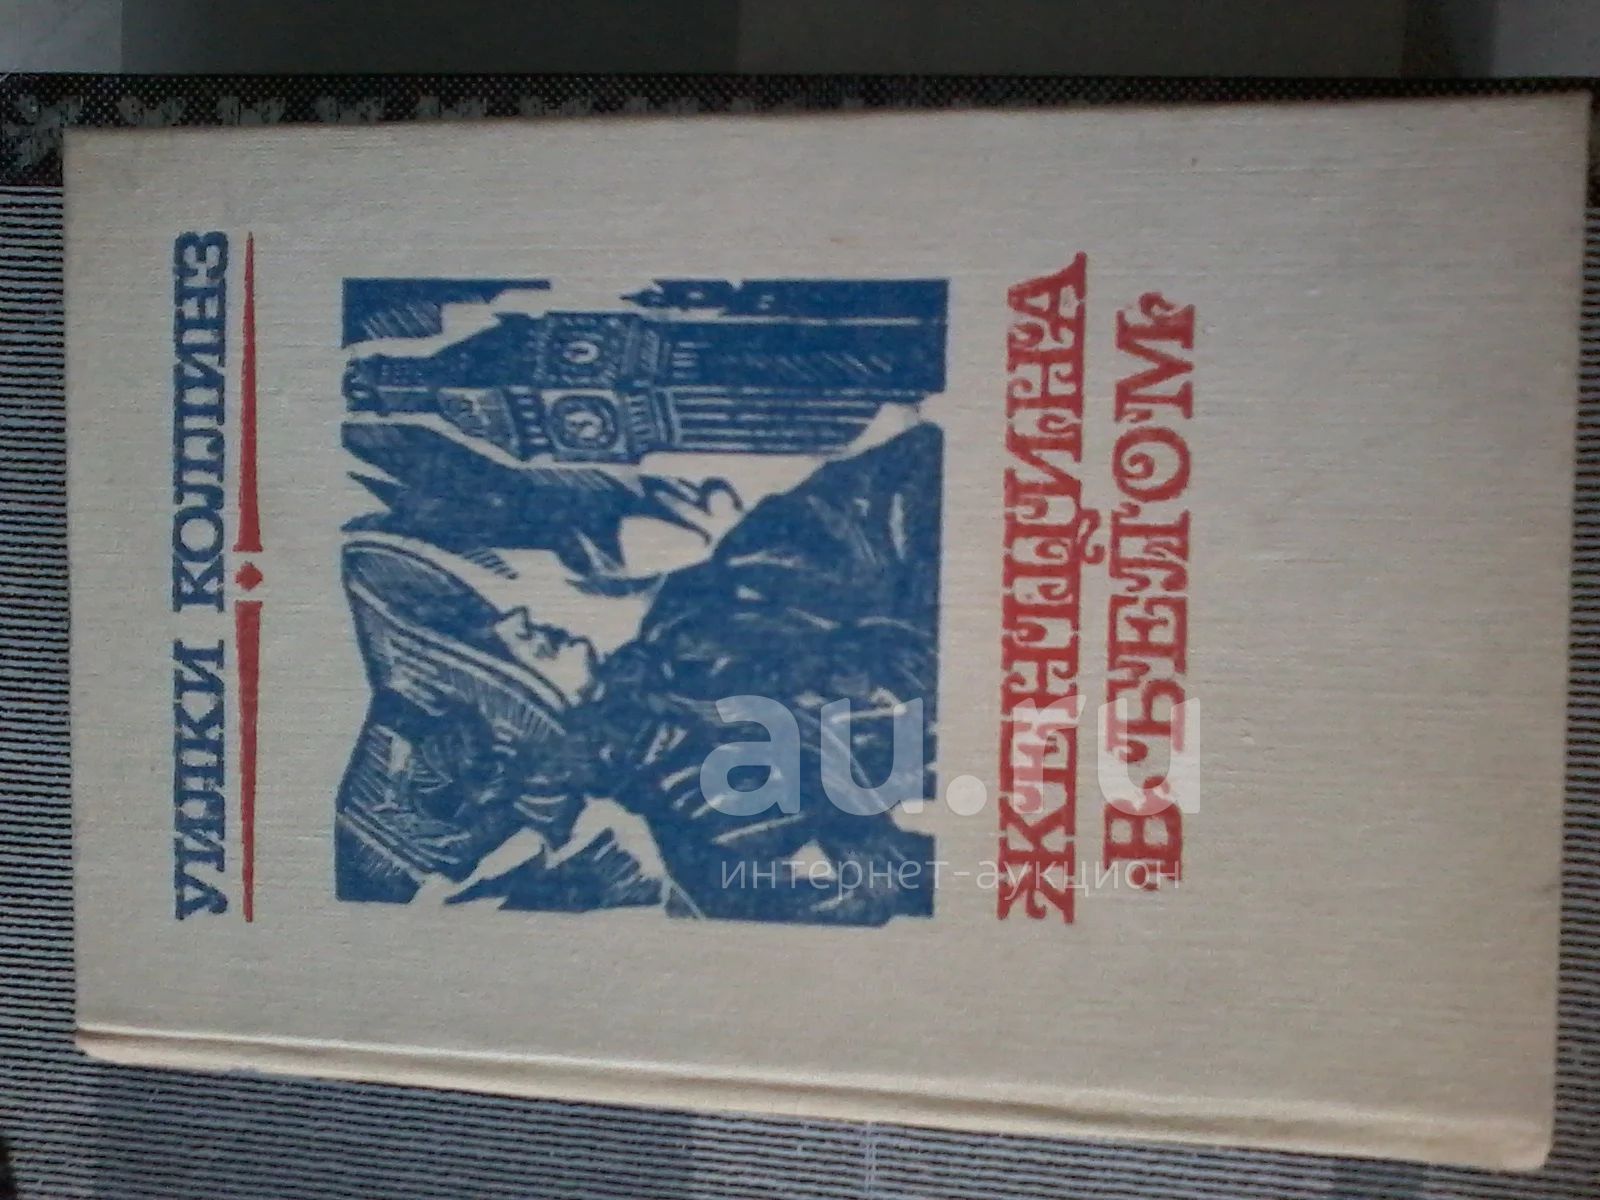 УИЛКИ КОЛЛИНЗ
ЖЕНЩИНА
В БЕЛОМ
au.ru
интернет-аукцион